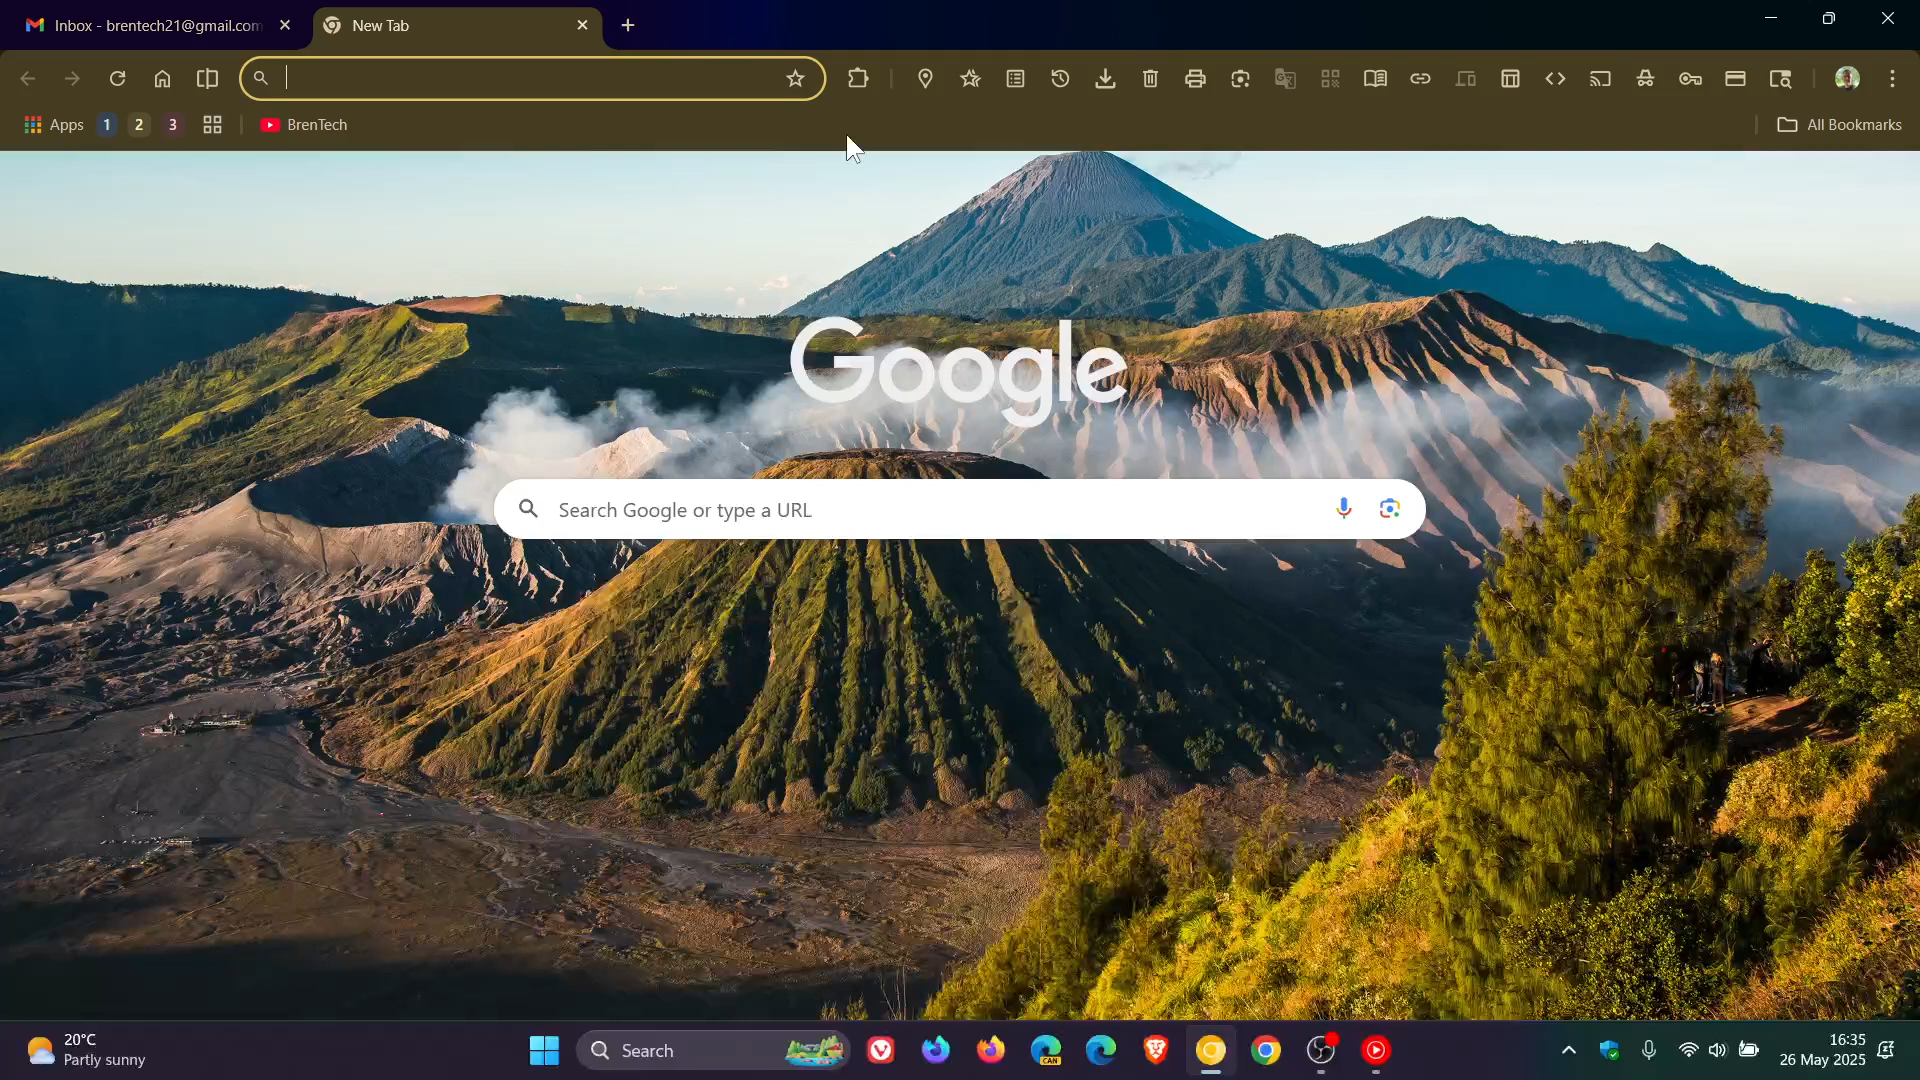 Inbox - brentech21@gmail.com
New Tab
Apps
1
2
3
BrenTech
All Bookmarks
Google
Search Google or type a URL
20°C
Partly sunny
Search
CAN
16:35
26 May 2025